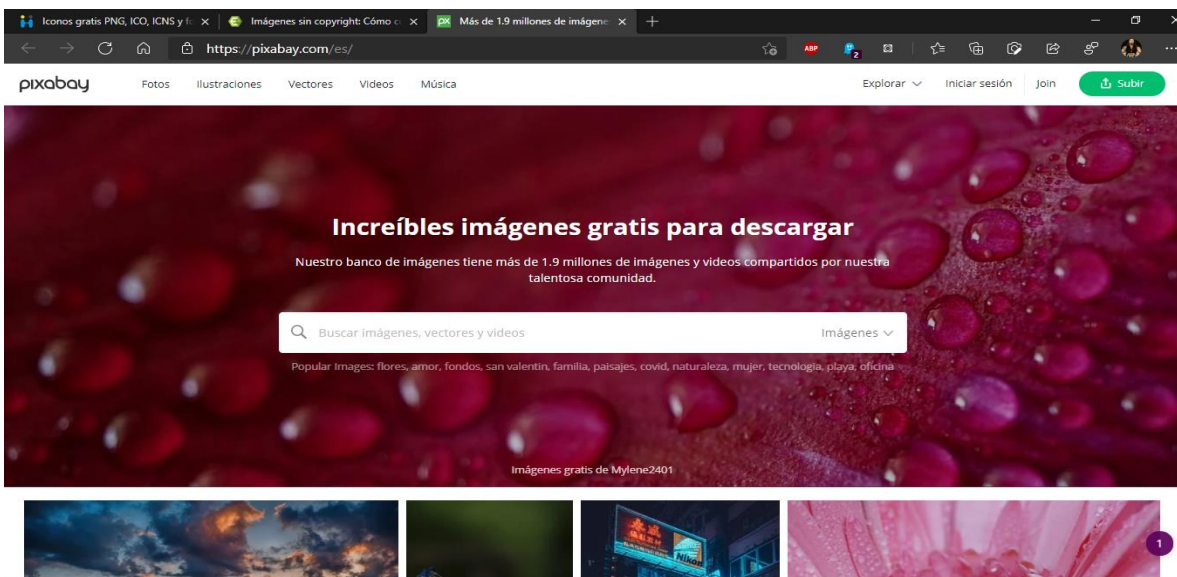 Iconos gratis PNG, ICO, ICNS y fo
Imágenes sin copyright: Cómo c
px Más de 1.9 millones de imágene
https://pixabay.com/es/
ABP
2
pixabay
Fotos
Ilustraciones
Vectores
Videos
Música
Explorar
Iniciar sesión
Join
Subir
Increíbles imágenes gratis para descargar
Nuestro banco de imágenes tiene más de 1.9 millones de imágenes y videos compartidos por nuestra
talentosa comunidad.
Buscar imágenes, vectores y videos
Imágenes
Popular Images: flores, amor, fondos, san valentin, familia, paisajes, covid, naturaleza, mujer, tecnologia, playa, oficina
Imágenes gratis de Mylene2401
Nikon
1